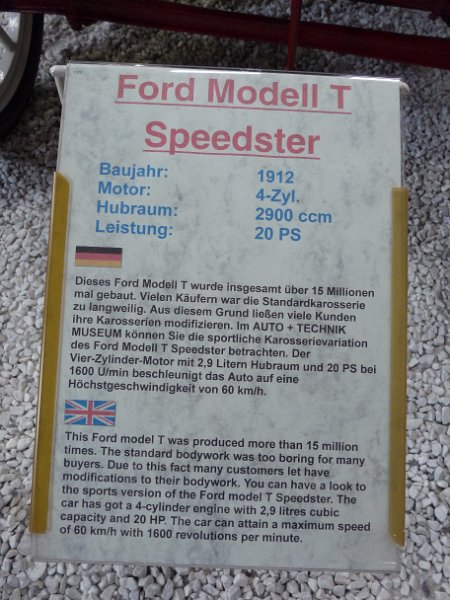 Ford Modell T
Speedster
Baujahr: 1912
Motor: 4-Zyl.
Hubraum: 2900 ccm
Leistung: 20 PS
Dieses Ford Modell T wurde insgesamt über 15 Millionen
mal gebaut. Vielen Käufern war die Standardkarosserie
zu langweilig. Aus diesem Grund ließen viele Kunden
ihre Karosserien modifizieren. Im AUTO + TECHNIK
MUSEUM können Sie die sportliche Karosserievariation
des Ford Modell T Speedster betrachten. Der
Vier-Zylinder-Motor mit 2,9 Litern Hubraum und 20 PS bei
1600 U/min beschleunigt das Auto auf eine
Höchstgeschwindigkeit von 60 km/h.
This Ford model T was produced more than 15 million
times. The standard bodywork was too boring for many
buyers. Due to this fact many customers let have
modifications to their bodywork. You can have a look to
the sports version of the Ford model T Speedster. The
car has got a 4-cylinder engine with 2,9 litres cubic
capacity and 20 HP. The car can attain a maximum speed
of 60 km/h with 1600 revolutions per minute.